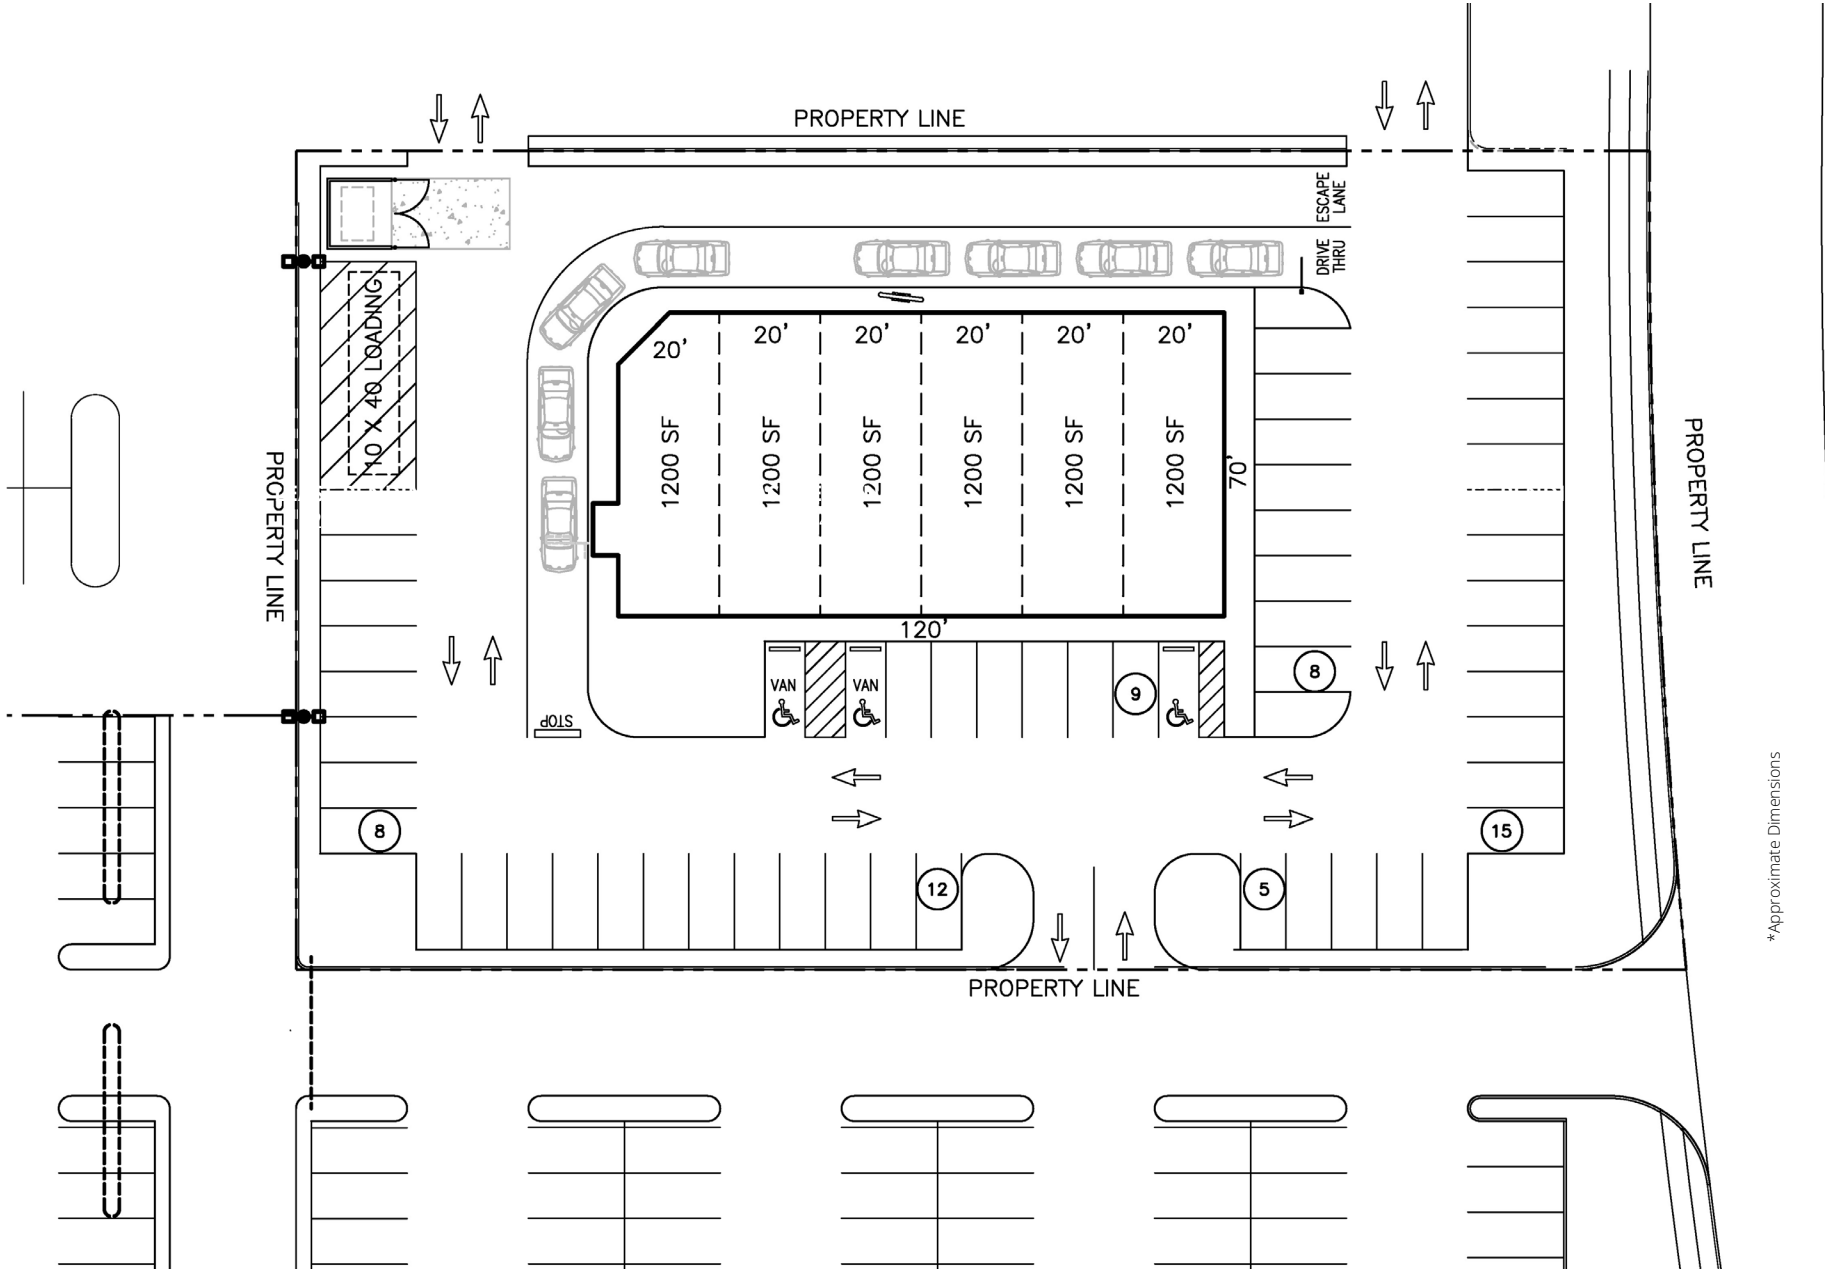 PROPERTY LINE
ESCAPE
LANE
DRIVE
THRU
10 X 40 LOADING
20'
20'
20'
20'
20'
20'
1400 SF
1200 SF
1200 SF
1200 SF
1200 SF
1200 SF
70'
PROPERTY LINE
PROPERTY LINE
120'
VAN
VAN
9
8
STOP
8
15
12
5
PROPERTY LINE
*Approximate Dimensions